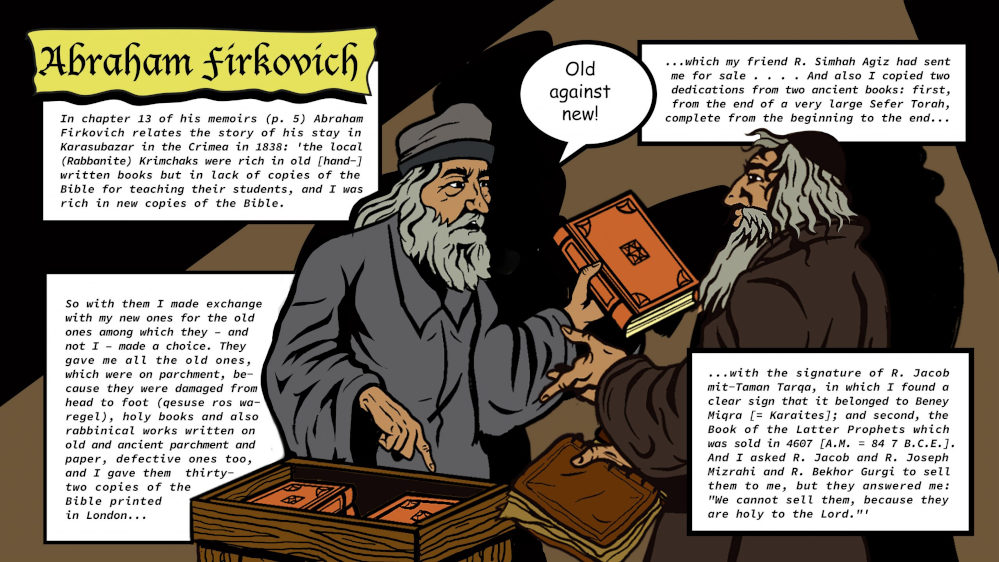 Abraham Firkovich
In chapter 13 of his memoirs (p. 5) Abraham
Firkovich relates the story of his stay in
Karasubazar in the Crimea in 1838: 'the local
(Rabbanite) Krimchaks were rich in old [hand-]
written books but in lack of copies of the
Bible for teaching their students, and I was
rich in new copies of the Bible.
So with them I made exchange
with my new ones for the old
ones among which they – and
not I – made a choice. They
gave me all the old ones,
which were on parchment, be-
cause they were damaged from
head to foot (qesuse ros wa-
regel), holy books and also
rabbinical works written on
old and ancient parchment and
paper, defective ones too,
and I gave them thirty-
two copies of the
Bible printed
in London...
Old
against
new!
...which my friend R. Simhah Agiz had sent
me for sale . . . . And also I copied two
dedications from two ancient books: first,
from the end of a very large Sefer Torah,
complete from the beginning to the end...
...with the signature of R. Jacob
mit-Taman Tarqa, in which I found a
clear sign that it belonged to Beney
Miqra [= Karaites]; and second, the
Book of the Latter Prophets which
was sold in 4607 [A.M. = 84 7 B.C.E.].
And I asked R. Jacob and R. Joseph
Mizrahi and R. Bekhor Gurgi to sell
them to me, but they answered me:
"We cannot sell them, because they
are holy to the Lord."'